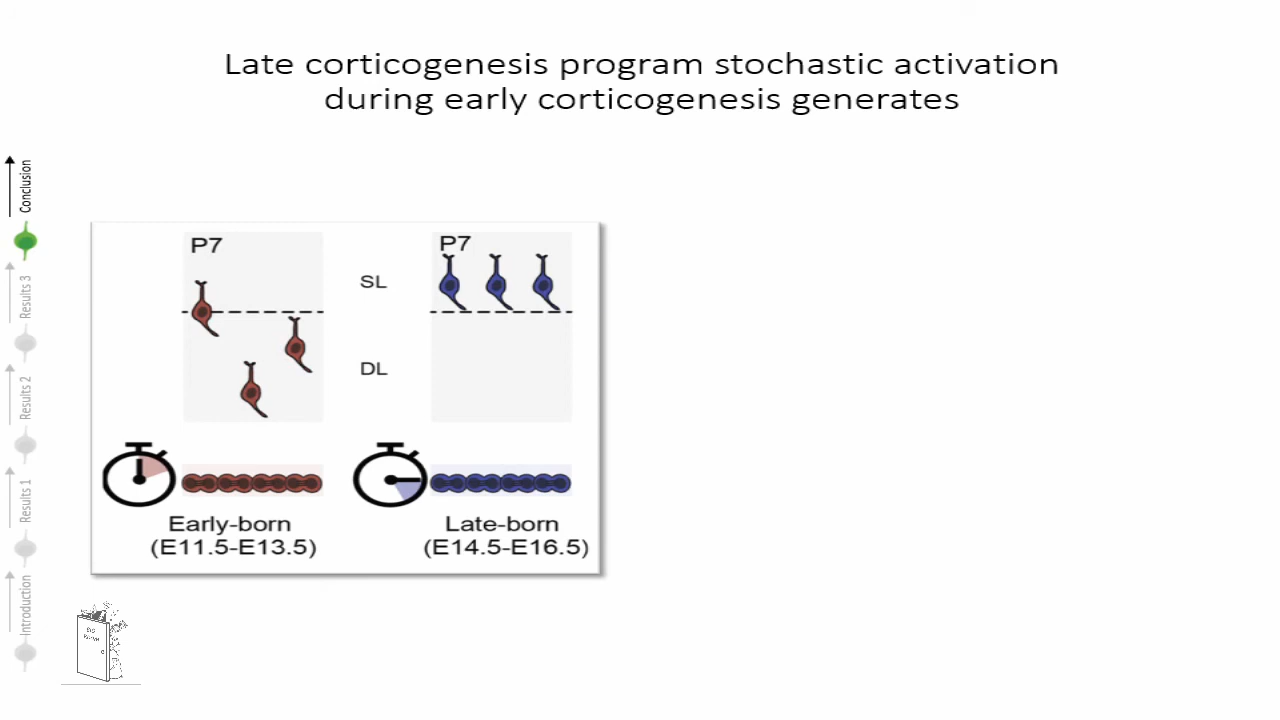 Late corticogenesis program stochastic activation
during early corticogenesis generates
Conclusion
Results 3
Results 2
Results 1
Introduction
P7
SL
DL
P7
Early-born
(E11.5-E13.5)
Late-born
(E14.5-E16.5)